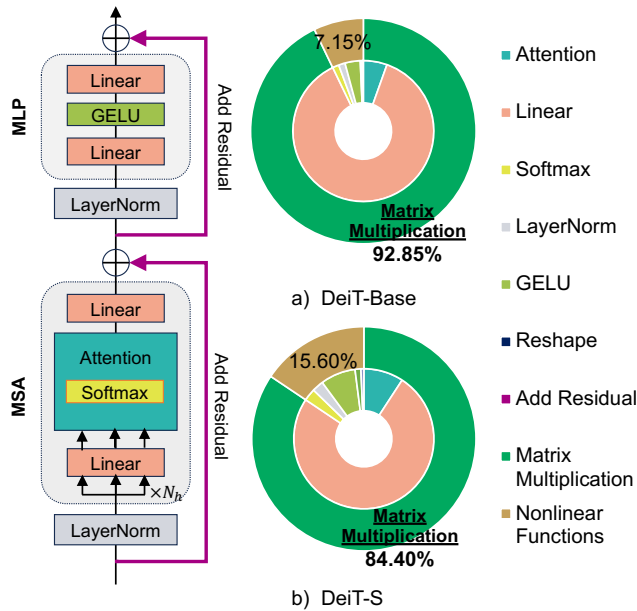 MLP
Linear
GELU
Linear
LayerNorm
Add Residual
MSA
Linear
Attention
Softmax
Linear
×N_h
LayerNorm
Add Residual
7.15%
Matrix
Multiplication
92.85%
a) DeiT-Base
15.60%
Matrix
Multiplication
84.40%
b) DeiT-S
Attention
Linear
Softmax
LayerNorm
GELU
Reshape
Add Residual
Matrix
Multiplication
Nonlinear
Functions